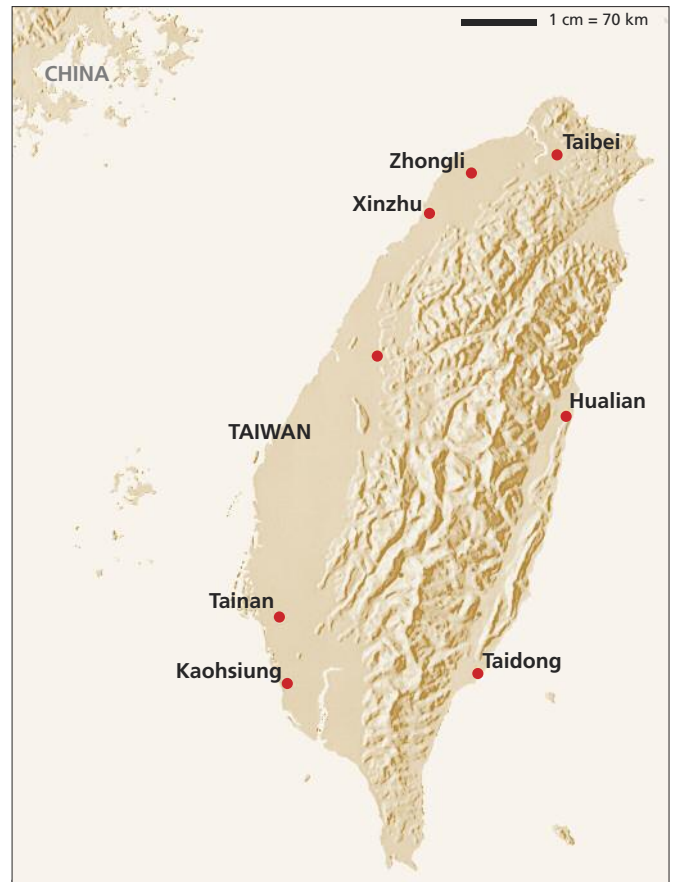 1 cm = 70 km
CHINA
Taibei
Zhongli
Xinzhu
Hualian
TAIWAN
Tainan
Taidong
Kaohsiung